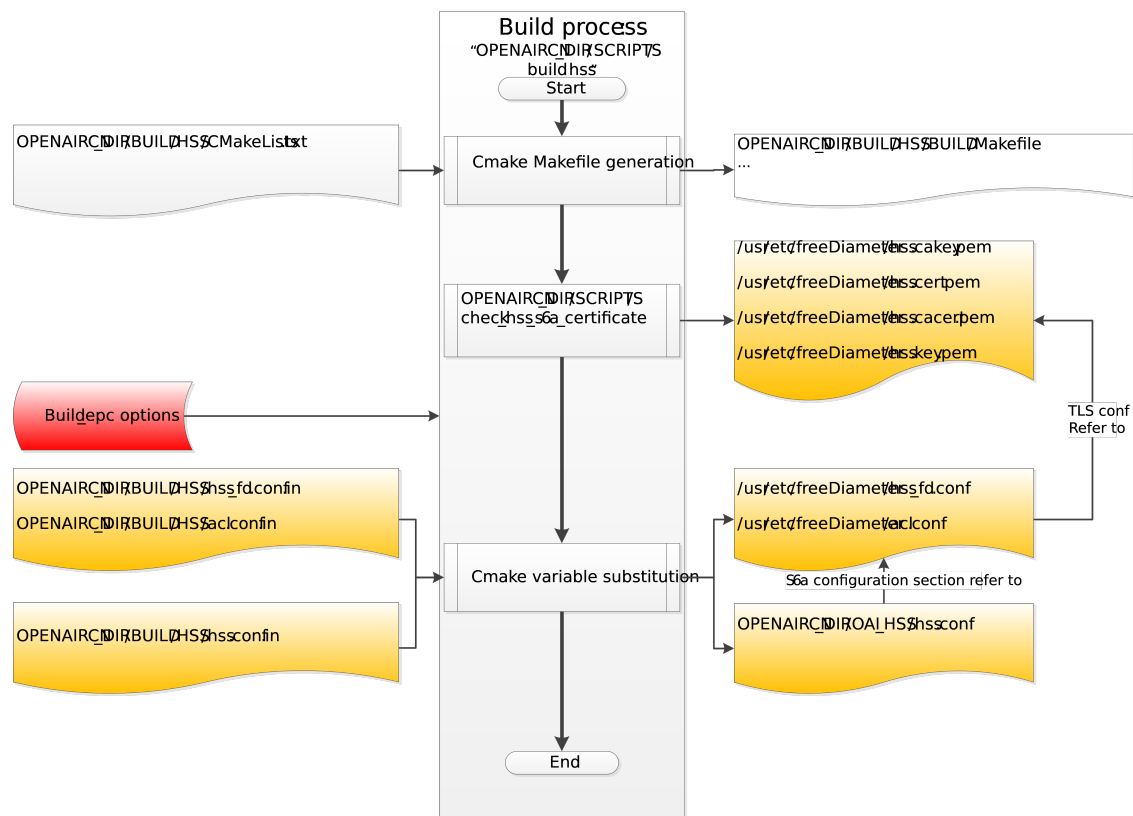 Build process:
“OPENAIRCN_DIR/SCRIPTS/
build_hss“
Start
OPENAIRCN_DIR/BUILD/HSS/CMakeLists.txt
Cmake Makefile generation
OPENAIRCN_DIR/BUILD/HSS/BUILD/Makefile
...
OPENAIRCN_DIR/SCRIPTS/
check_hss_s6a_certificate
/usr/etc/freeDiameter/hss.cakey.pem
/usr/etc/freeDiameter/hss.cert.pem
/usr/etc/freeDiameter/hss.cacert.pem
/usr/etc/freeDiameter/hss.key.pem
Build_epc options
TLS conf
Refer to
OPENAIRCN_DIR/BUILD/HSS/hss_fd.conf.in
OPENAIRCN_DIR/BUILD/HSS/acl.conf.in
/usr/etc/freeDiameter/hss_fd.conf
/usr/etc/freeDiameter/acl.conf
Cmake variable substitution
S6a configuration section refer to
OPENAIRCN_DIR/BUILD/HSS/hss.conf.in
OPENAIRCN_DIR/OAI_HSS/hss.conf
End